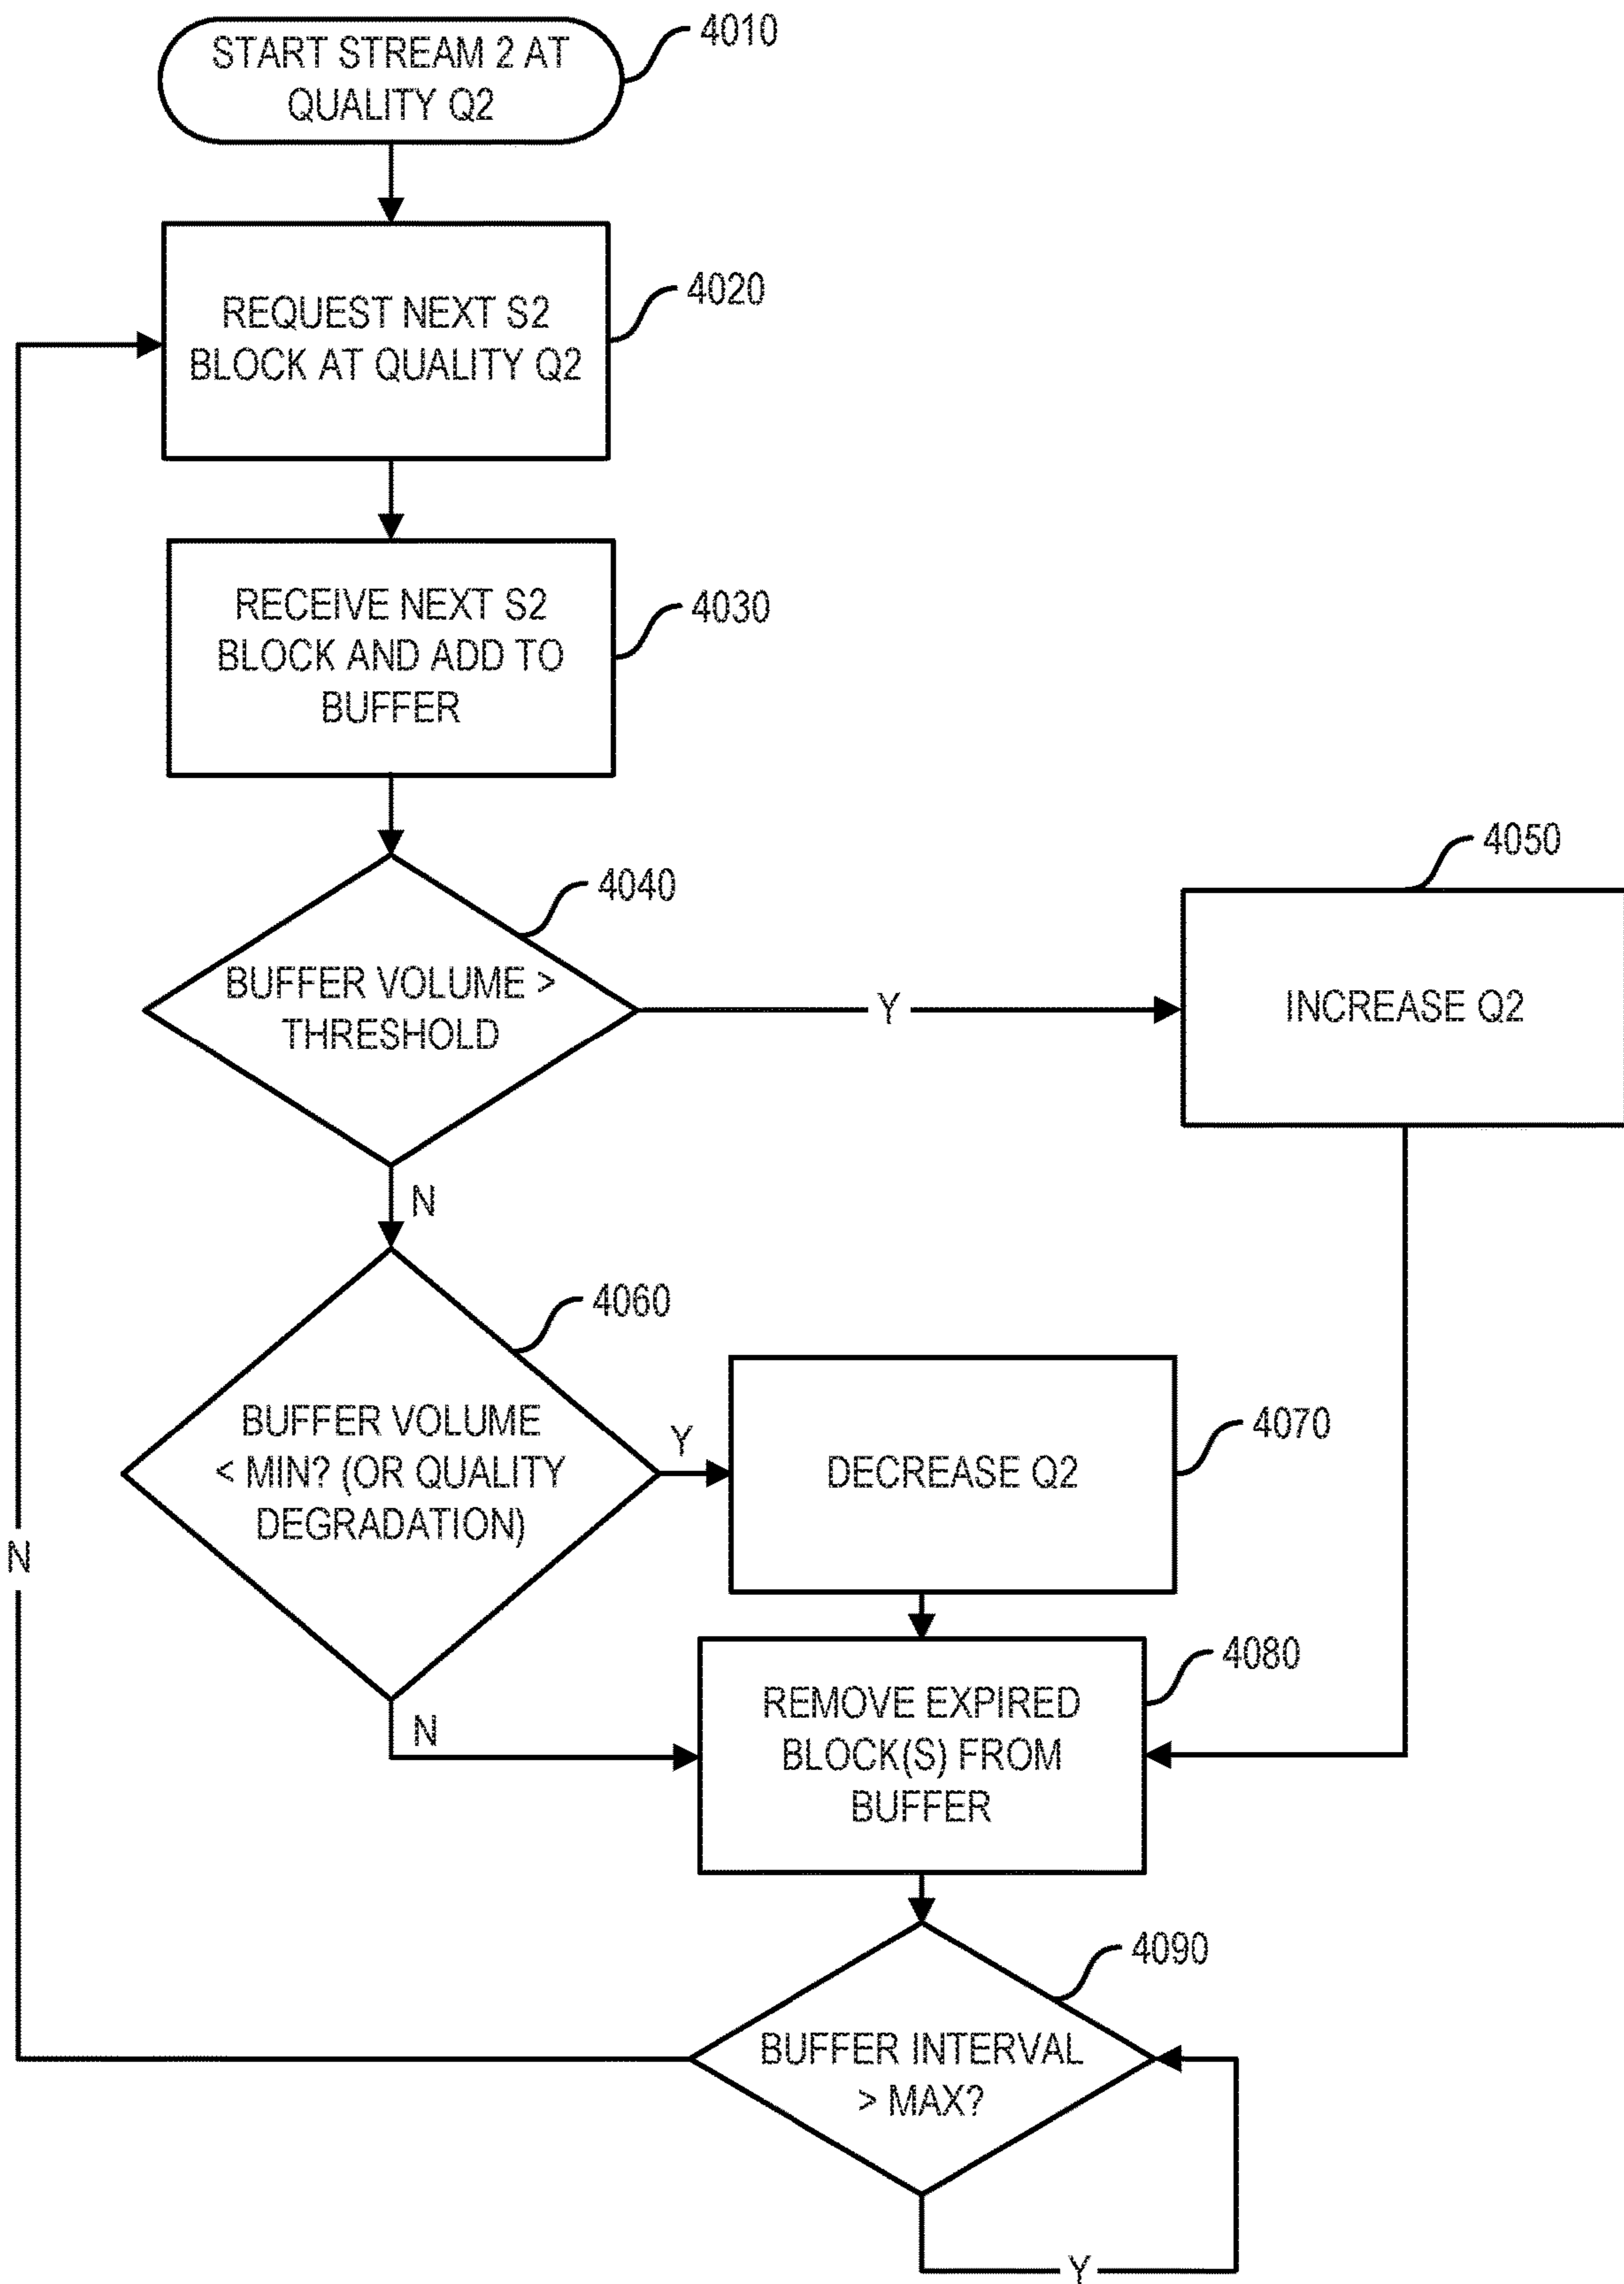 START STREAM 2 AT
QUALITY Q2
4010
REQUEST NEXT S2
BLOCK AT QUALITY Q2
4020
RECEIVE NEXT S2
BLOCK AND ADD TO
BUFFER
4030
4040
BUFFER VOLUME >
THRESHOLD
Y
4050
INCREASE Q2
N
4060
BUFFER VOLUME
< MIN? (OR QUALITY
DEGRADATION)
Y
4070
DECREASE Q2
N
N
4080
REMOVE EXPIRED
BLOCK(S) FROM
BUFFER
4090
BUFFER INTERVAL
> MAX?
Y